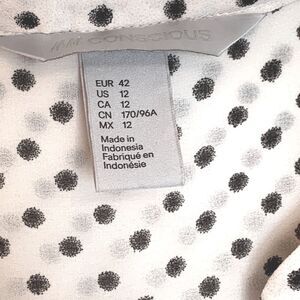 H&M CONSCIOUS
EUR 42
US 12
CA 12
CN 170/96A
MX 12
Made in
Indonesia
Fabriqué en
Indonésie